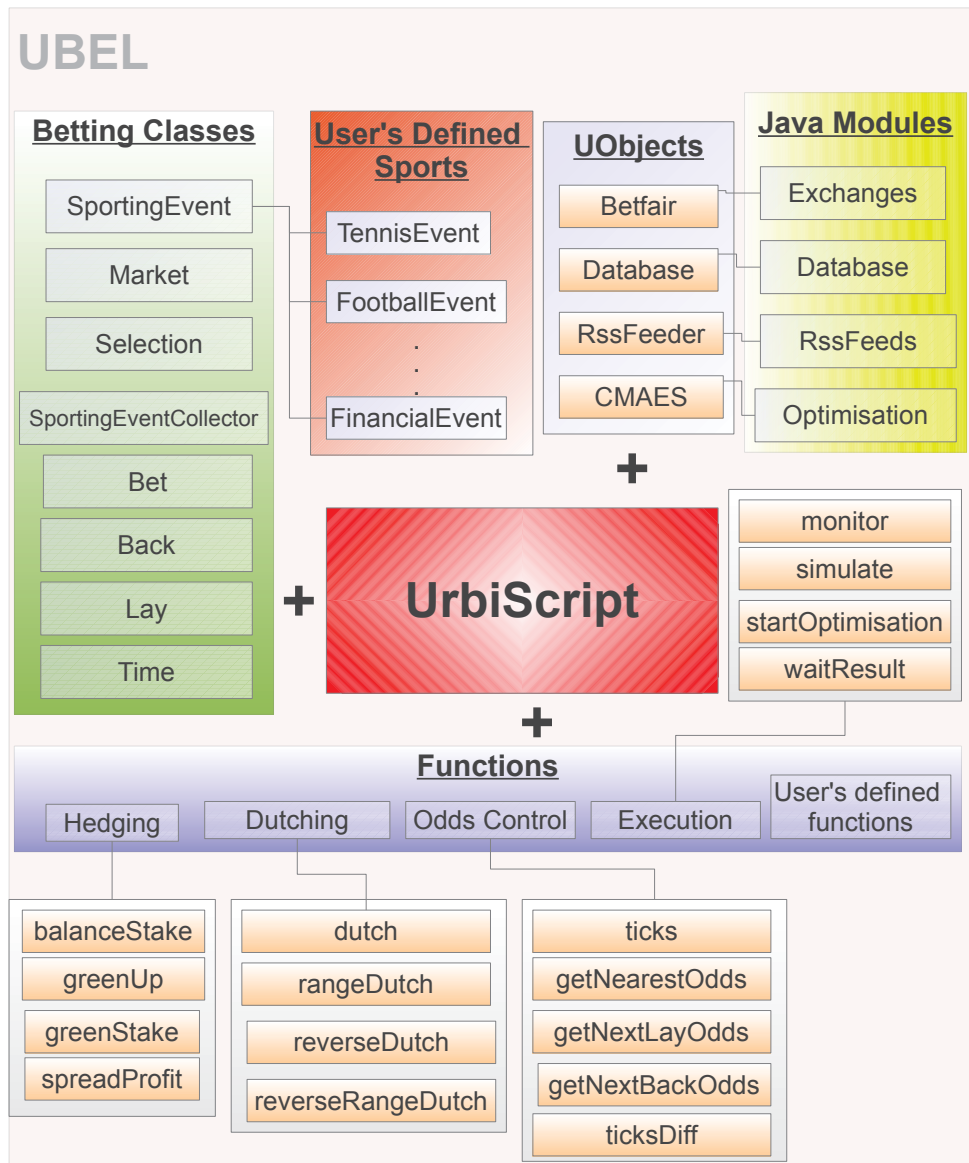 UBEL
Betting Classes
SportingEvent
Market
Selection
SportingEventCollector
Bet
Back
Lay
Time
User's Defined
Sports
TennisEvent
FootballEvent
.
.
.
FinancialEvent
UObjects
Betfair
Database
RssFeeder
CMAES
Java Modules
Exchanges
Database
RssFeeds
Optimisation
+
+
UrbiScript
monitor
simulate
startOptimisation
waitResult
+
Functions
Hedging
Dutching
Odds Control
Execution
User's defined
functions
balanceStake
greenUp
greenStake
spreadProfit
dutch
rangeDutch
reverseDutch
reverseRangeDutch
ticks
getNearestOdds
getNextLayOdds
getNextBackOdds
ticksDiff